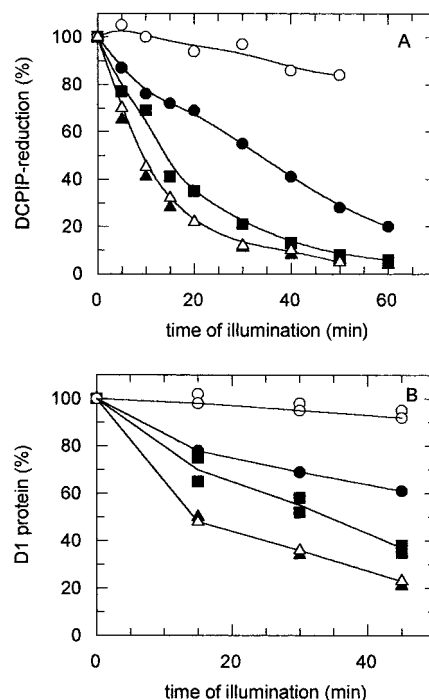 A
DCPIP-reduction (%)
100
80
60
40
20
0
0 20 40 60
time of illumination (min)
B
D1 protein (%)
100
80
60
40
20
0
0 20 40
time of illumination (min)